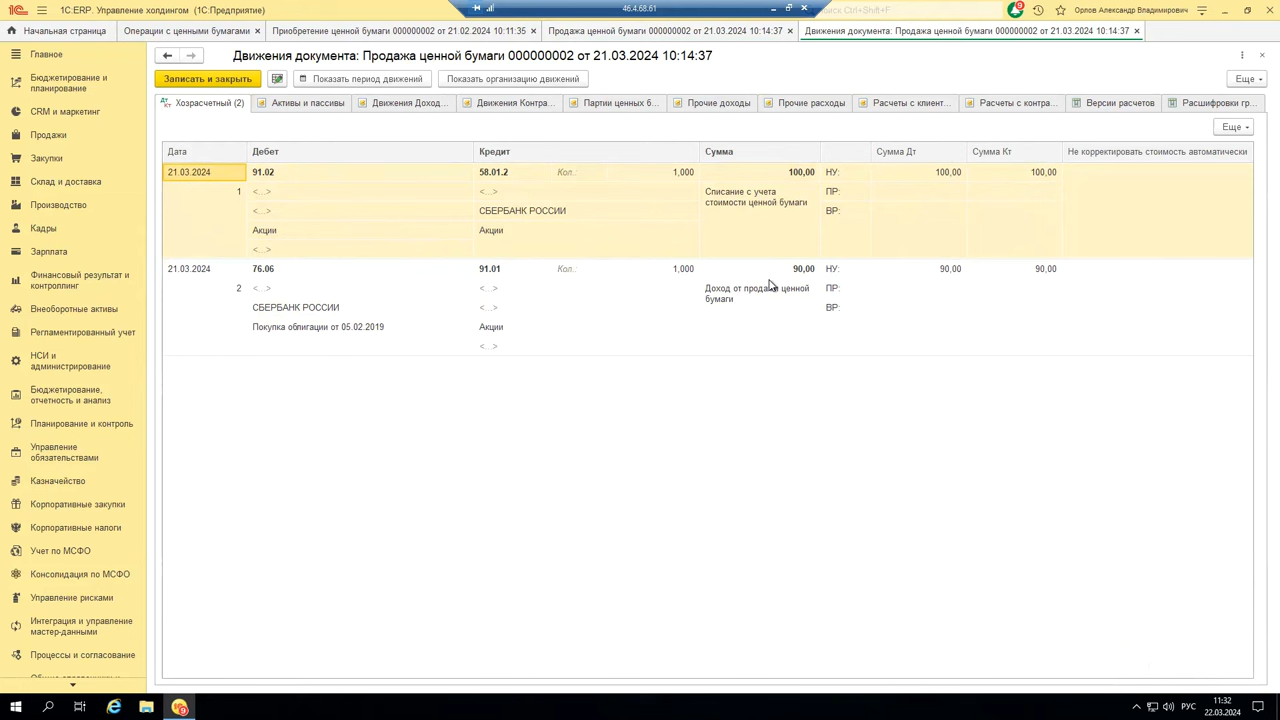 1С:ERP. Управление холдингом (1С:Предприятие)
46.4.68.61
Ctrl+Shift+F
9
Орлов Александр Владимирович
Начальная страница
Операции с ценными бумагами
Приобретение ценной бумаги от 21.02.2024 10:11:35
Продажа ценной бумаги 000000002 от 21.03.2024 10:14:37
Движения документа: Продажа ценной бумаги 000000002 от 21.03.2024 10:14:37
Главное
Бюджетирование и
планирование
CRM и маркетинг
Продажи
Закупки
Склад и доставка
Производство
Кадры
Зарплата
Финансовый результат и
контроллинг
Внеоборотные активы
Регламентированный учет
НСИ и
администрирование
Бюджетирование,
отчетность и анализ
Планирование и контроль
Управление
обязательствами
Казначейство
Корпоративные закупки
Корпоративные налоги
Учет по МСФО
Консолидация по МСФО
Управление рисками
Интеграция и управление
мастер-данными
Процессы и согласование
Движения документа: Продажа ценной бумаги 000000002 от 21.03.2024 10:14:37
Записать и закрыть
Показать период движений
Показать организацию движений
Еще
Хозрасчетный (2)
Активы и пассивы
Движения Доход...
Движения Контра...
Партии ценных б...
Прочие доходы
Прочие расходы
Расчеты с клиент...
Расчеты с контра...
Версии расчетов
Расшифровки гр...
Еще
Дата Дебет Кредит Сумма Сумма Дт Сумма Кт Не корректировать стоимость автоматически
21.03.2024 91.02 58.01.2 Кол.: 1,000 100,00 НУ: 100,00 100,00
1 <...> <...> Списание с учета стоимости ценной бумаги ПР:
<...> СБЕРБАНК РОССИИ ВР:
Акции Акции
<...>
21.03.2024 76.06 91.01 Кол.: 1,000 90,00 НУ: 90,00 90,00
2 <...> <...> Доход от продажи ценной бумаги ПР:
СБЕРБАНК РОССИИ <...> ВР:
Покупка облигации от 05.02.2019 Акции
<...>
РУС
11:32
22.03.2024
9